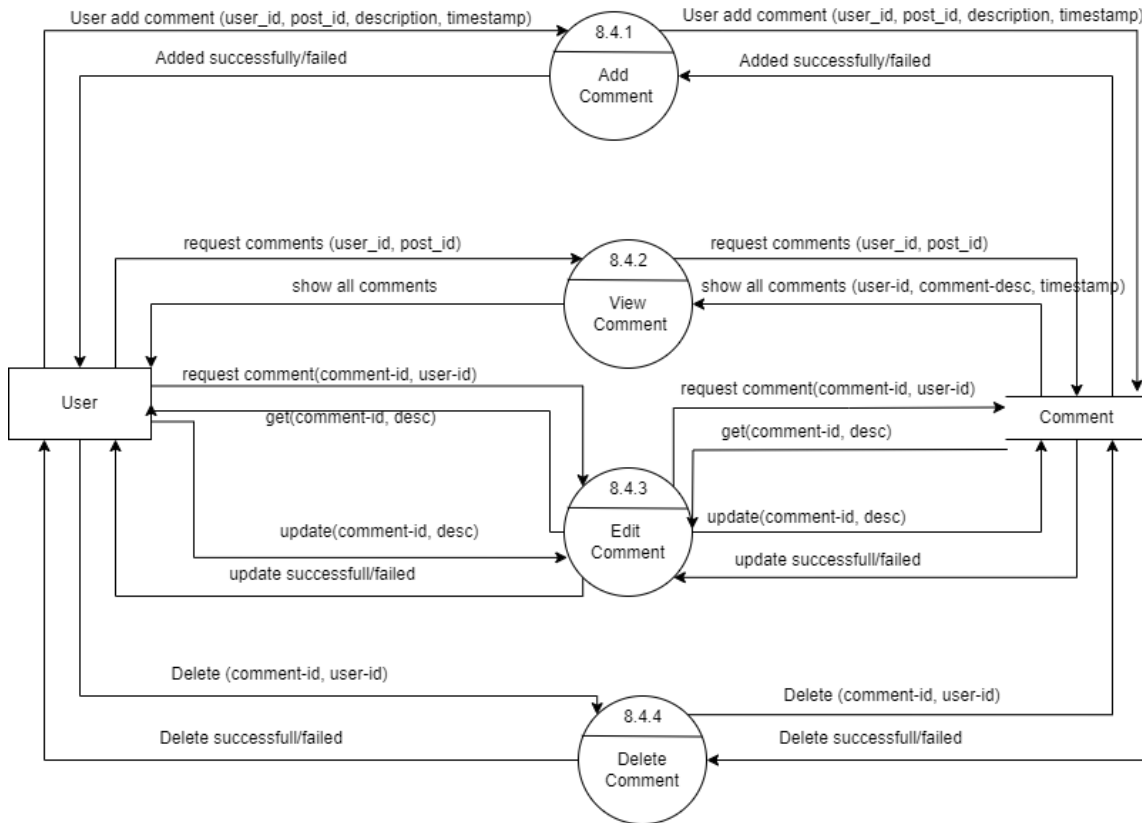 User add comment (user_id, post_id, description, timestamp)
8.4.1
User add comment (user_id, post_id, description, timestamp)
Added successfully/failed
Add
Comment
Added successfully/failed
request comments (user_id, post_id)
8.4.2
request comments (user_id, post_id)
show all comments
View
Comment
show all comments (user-id, comment-desc, timestamp)
User
request comment(comment-id, user-id)
request comment(comment-id, user-id)
Comment
get(comment-id, desc)
get(comment-id, desc)
8.4.3
Edit
Comment
update(comment-id, desc)
update(comment-id, desc)
update successfull/failed
update successfull/failed
Delete (comment-id, user-id)
8.4.4
Delete (comment-id, user-id)
Delete successfull/failed
Delete
Comment
Delete successfull/failed